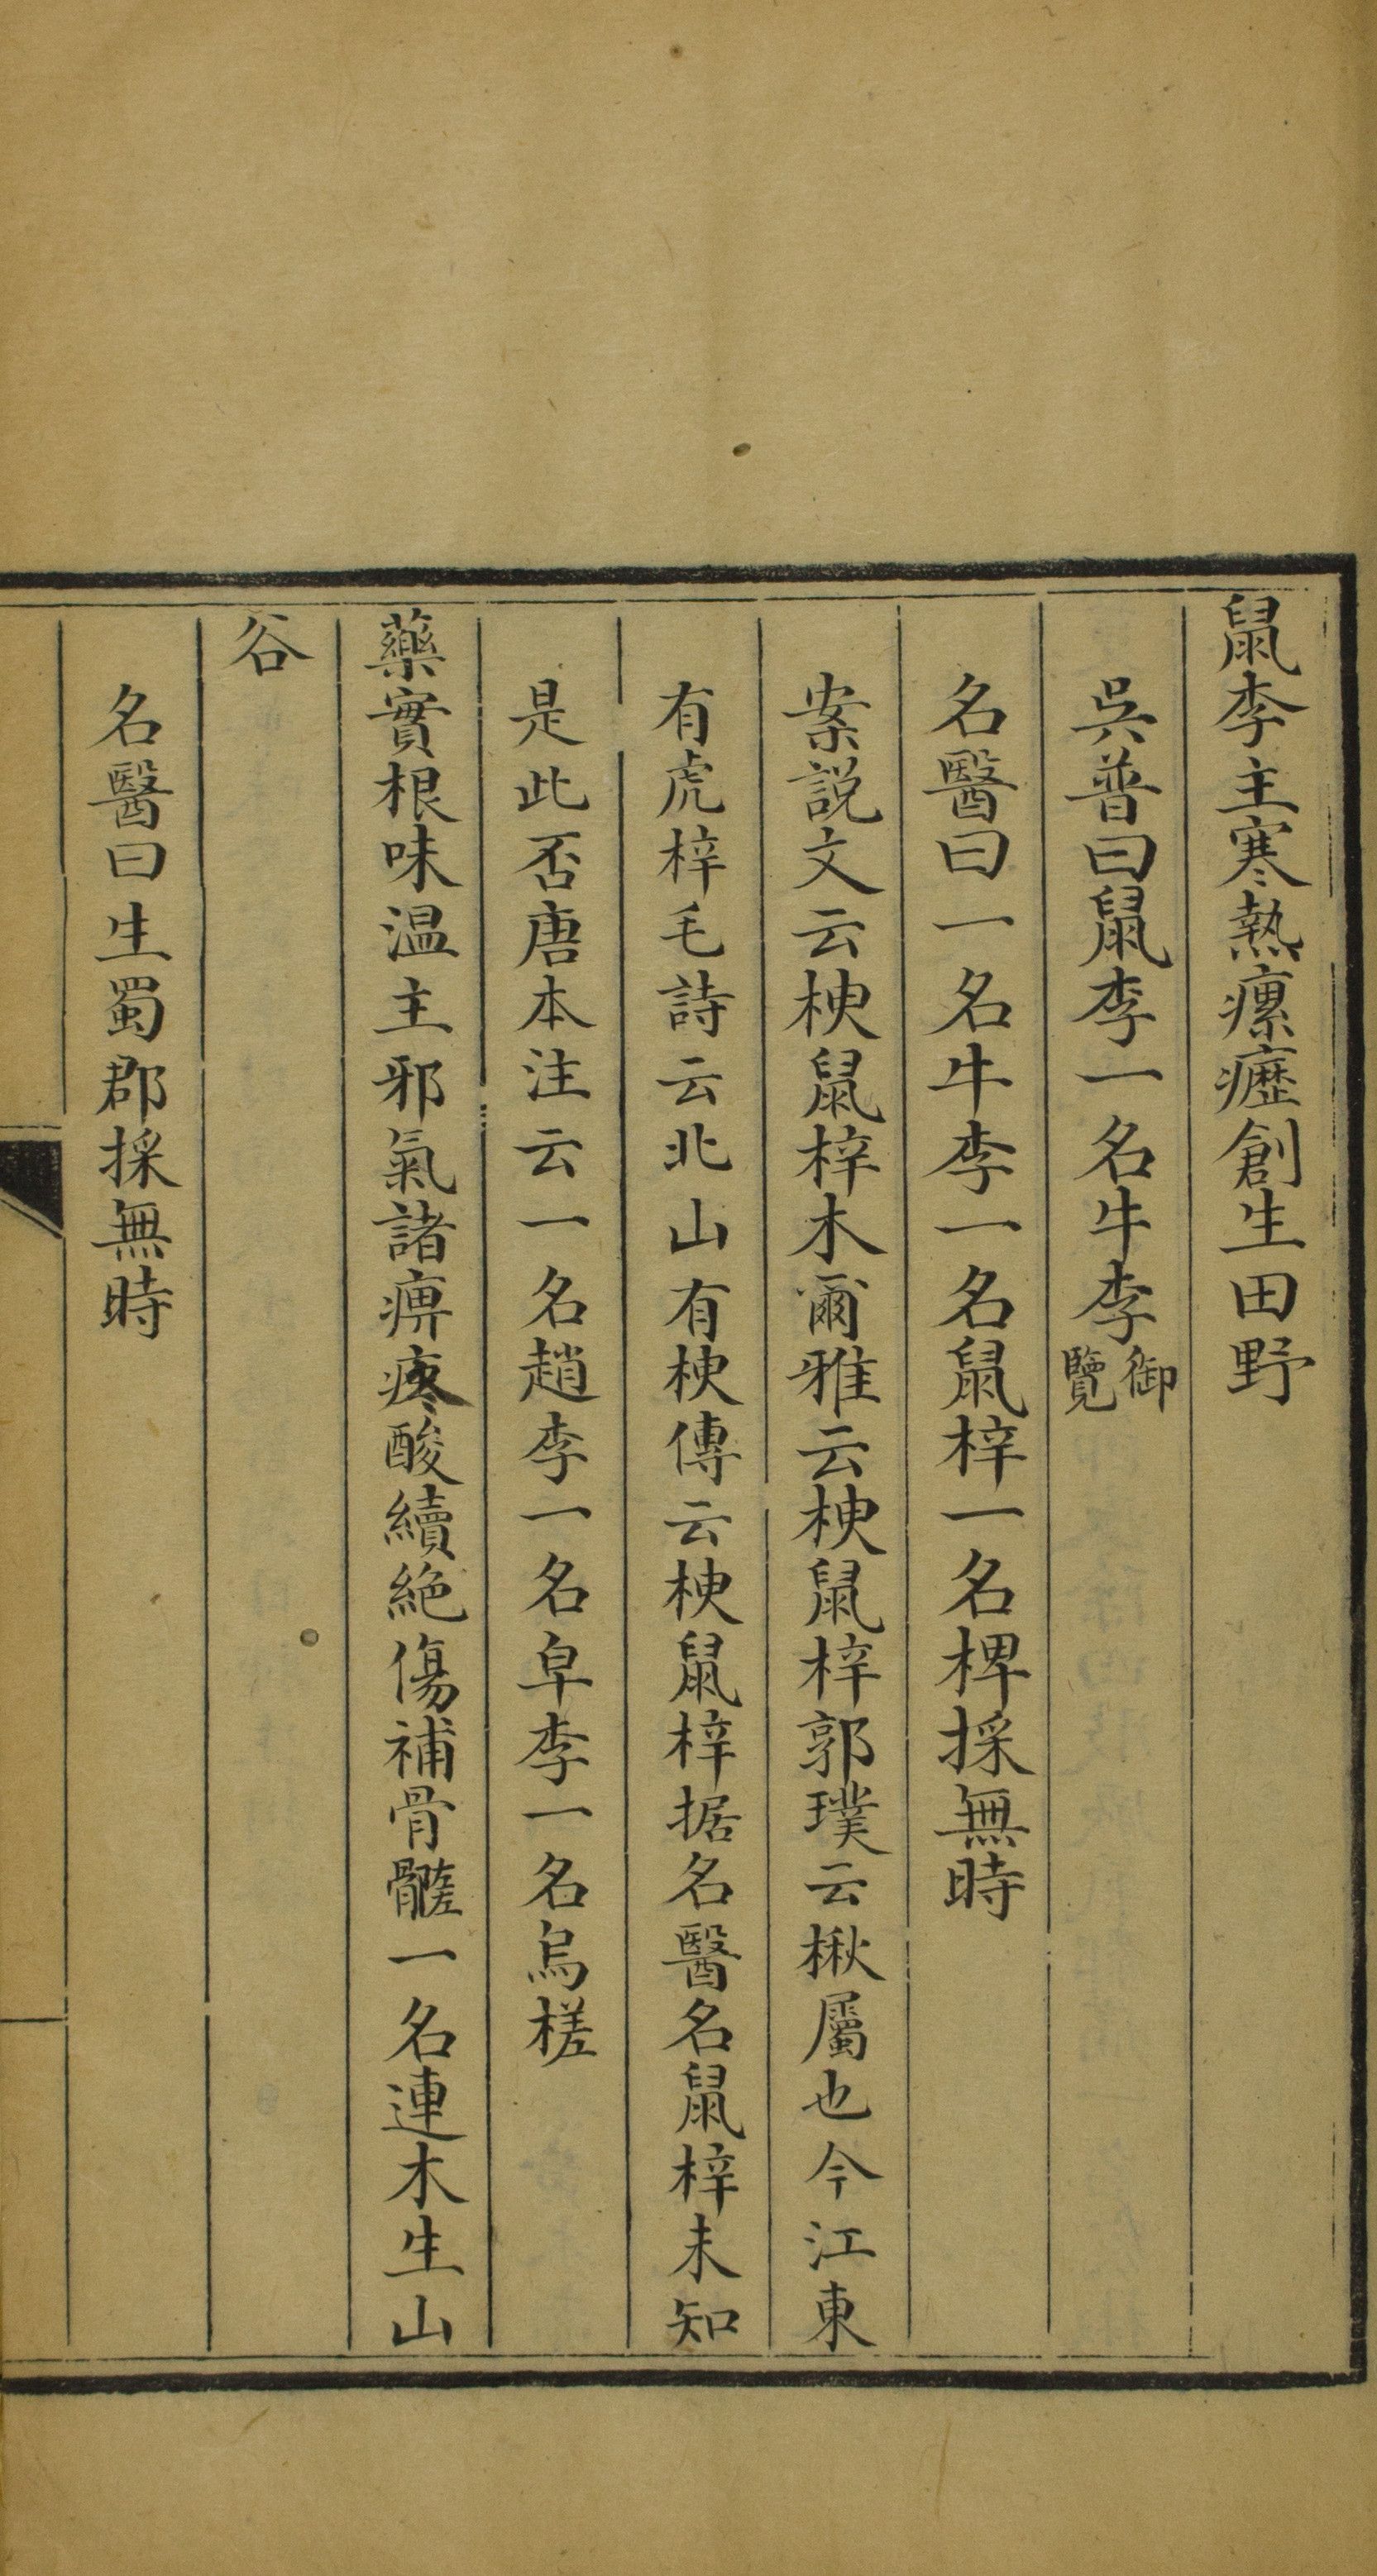 鼠李主寒熱瘰癧創生田野
吳普曰鼠李一名牛李御覽
名醫曰一名牛李一名鼠梓一名椑採無時
案説文云楰鼠梓木爾雅云楰鼠梓郭璞云楸屬也今江東
有虎梓毛詩云北山有楰傳云楰鼠梓据名醫名鼠梓未知
是此否唐本注云一名趙李一名皁李一名烏槎
藥實根味温主邪氣諸痹疼酸續絶傷補骨髓一名連木生山
谷
名醫曰生蜀郡採無時